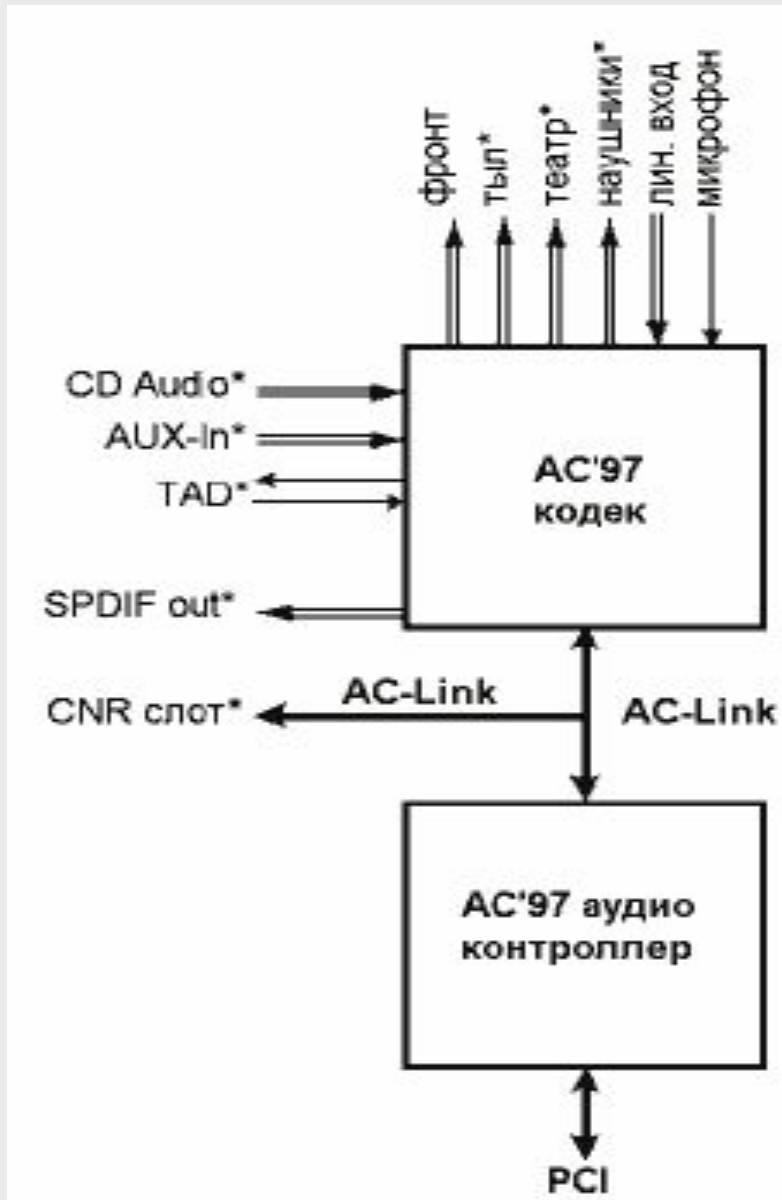 фронт
тыл*
театр*
наушники*
лин. вход
микрофон
CD Audio*
AUX-In*
TAD*
SPDIF out*
AC'97
кодек
CNR слот*
AC-Link
AC-Link
AC'97 аудио
контроллер
PCI